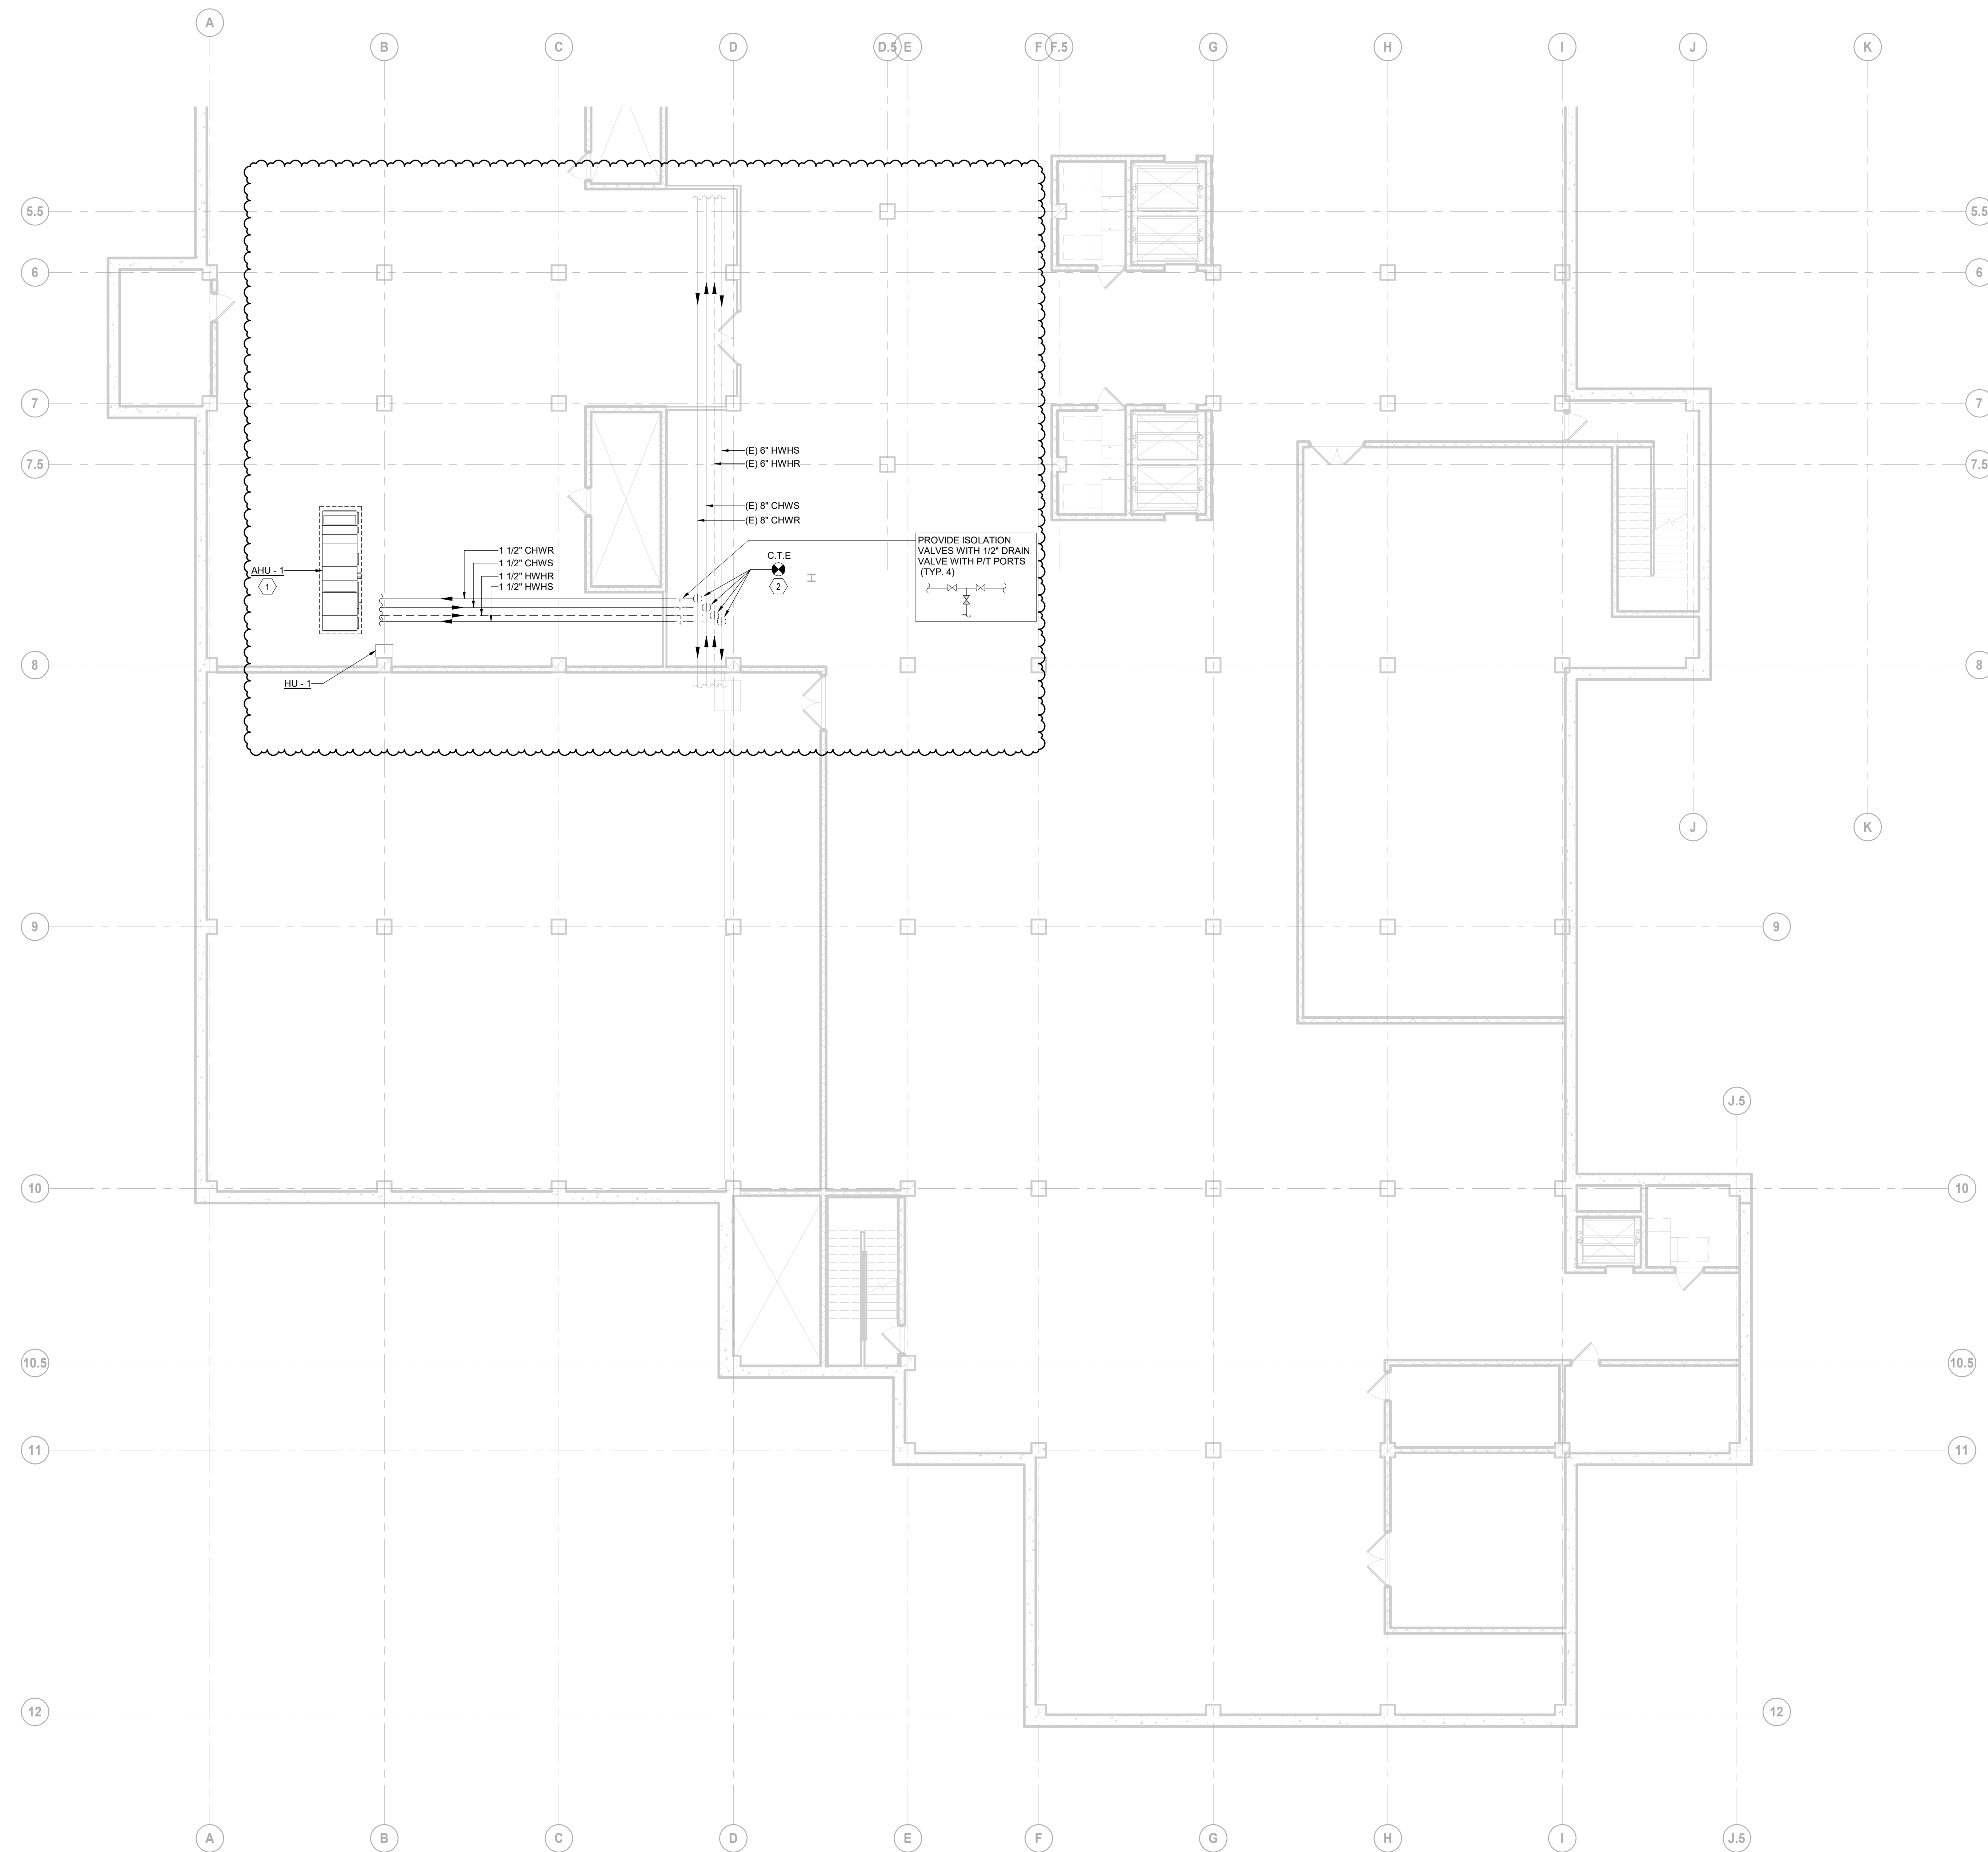 A
B
C
D
D.5
E
F
F.5
G
H
I
J
K
5.5
5.5
6
6
7
7
(E) 6" HWHS
(E) 6" HWHR
7.5
7.5
(E) 8" CHWS
(E) 8" CHWR
PROVIDE ISOLATION
VALVES WITH 1/2" DRAIN
VALVE WITH P/T PORTS
(TYP. 4)
1 1/2" CHWR
1 1/2" CHWS
1 1/2" HWHR
1 1/2" HWHS
C.T.E
2
AHU - 1
1
8
8
HU - 1
J
K
9
9
J.5
10
10
10.5
10.5
11
11
12
12
A
B
C
D
E
F
G
H
I
J.5